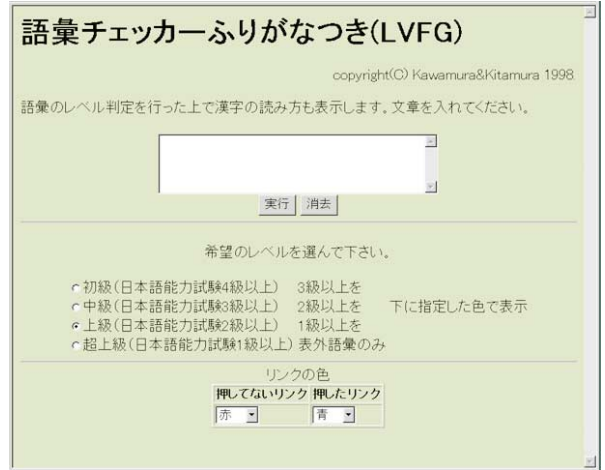 語彙チェッカーふりがなつき(LVFG)
copyright(C) Kawamura&Kitamura 1998.
語彙のレベル判定を行った上で漢字の読み方も表示します。文章を入れてください。
実行 消去
希望のレベルを選んで下さい。
初級(日本語能力試験4級以上) 3級以上を
中級(日本語能力試験3級以上) 2級以上を 下に指定した色で表示
上級(日本語能力試験2級以上) 1級以上を
超上級(日本語能力試験1級以上) 表外語彙のみ
リンクの色
押してないリンク 押したリンク
赤 青